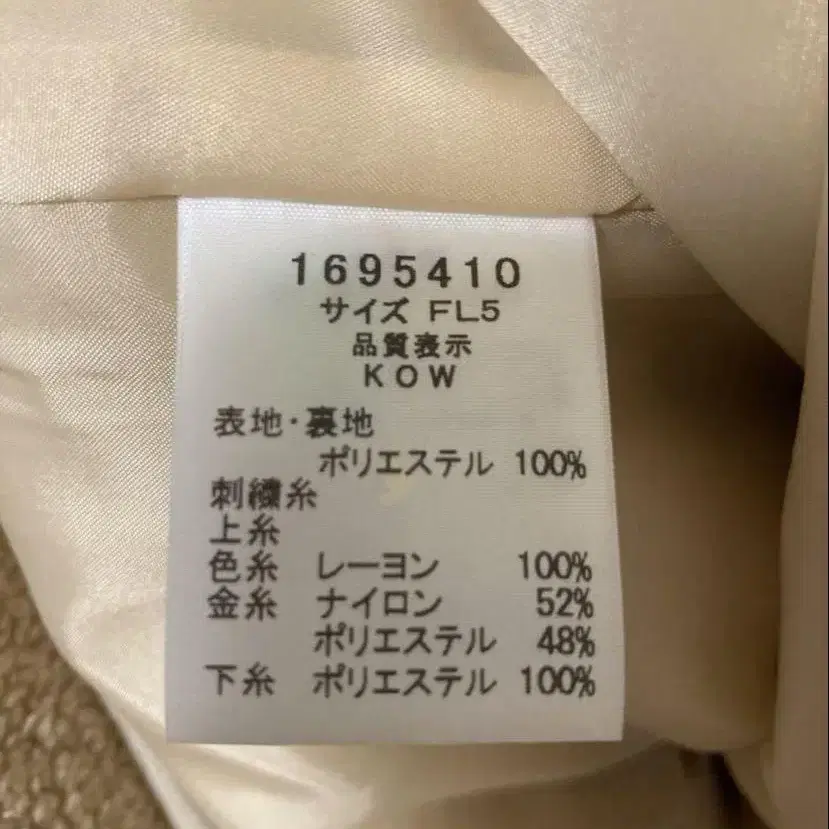 1695410
サイズ FL5
品質表示
KOW
表地・裏地
ポリエステル 100%
刺繍糸
上糸
色糸 レーヨン 100%
金糸 ナイロン 52%
ポリエステル 48%
下糸 ポリエステル 100%